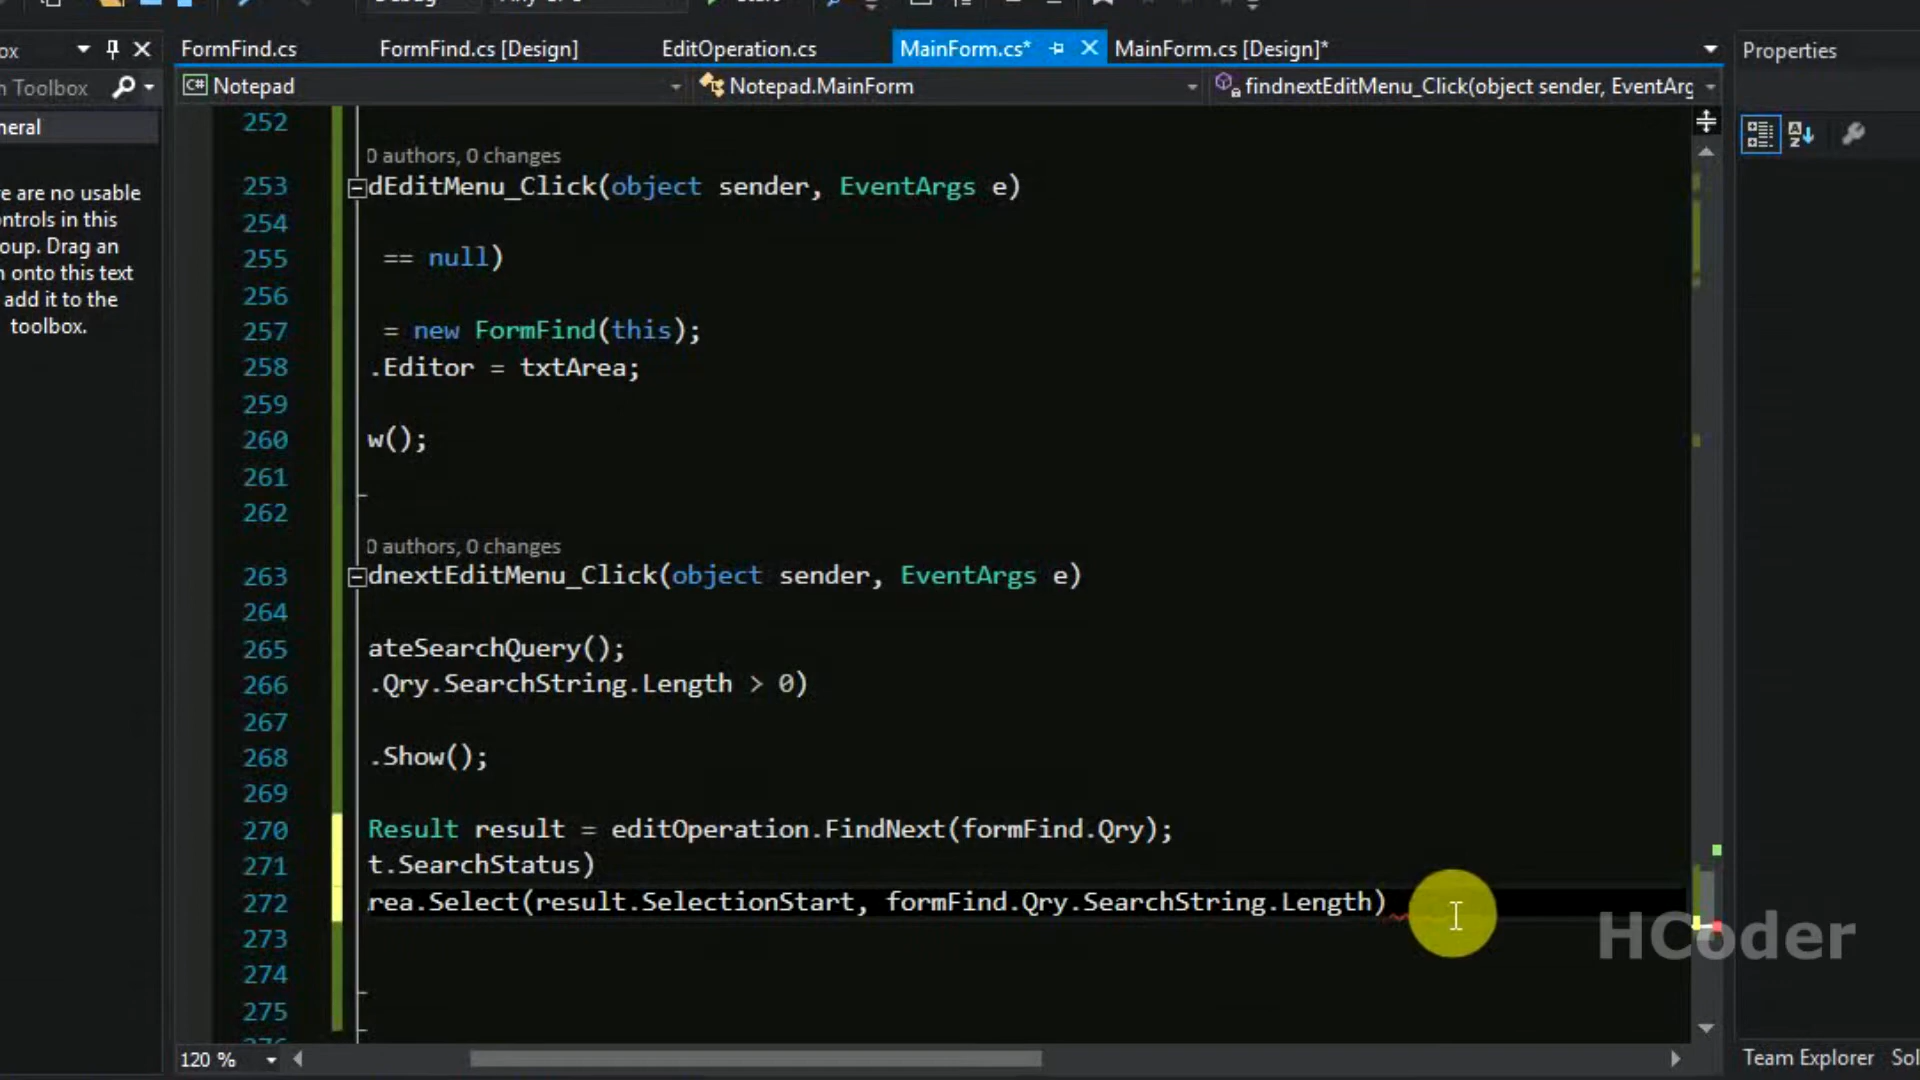 FormFind.cs FormFind.cs [Design] EditOperation.cs MainForm.cs* MainForm.cs [Design]* Properties
ox
n Toolbox Notepad Notepad.MainForm findnextEditMenu_Click(object sender, EventArg
neral
re are no usable
ontrols in this
oup. Drag an
n onto this text
add it to the
toolbox.
252
0 authors, 0 changes
253 dEditMenu_Click(object sender, EventArgs e)
254
255 == null)
256
257 = new FormFind(this);
258 .Editor = txtArea;
259
260 w();
261
262
0 authors, 0 changes
263 dnextEditMenu_Click(object sender, EventArgs e)
264
265 ateSearchQuery();
266 .Qry.SearchString.Length > 0)
267
268 .Show();
269
270 Result result = editOperation.FindNext(formFind.Qry);
271 t.SearchStatus)
272 rea.Select(result.SelectionStart, formFind.Qry.SearchString.Length)
273
274
275
HCoder
120 % Team Explorer Sol